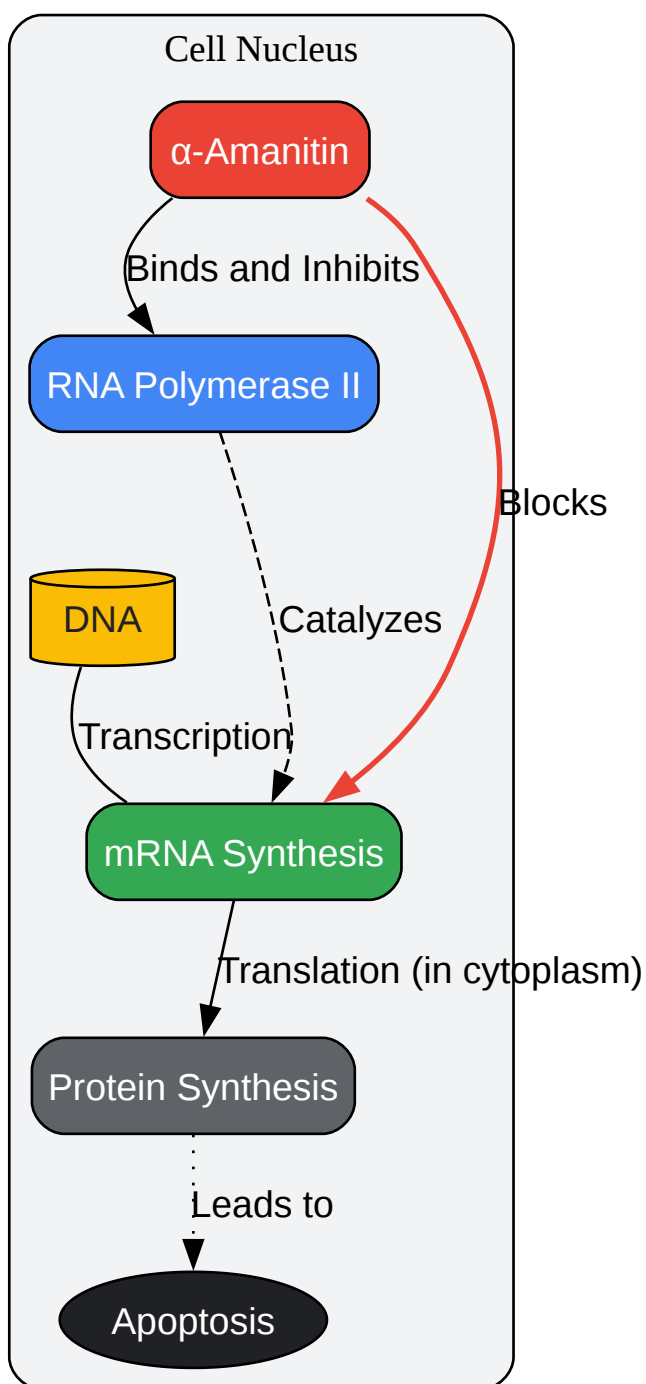 Cell Nucleus
α-Amanitin
Binds and Inhibits
RNA Polymerase II
Blocks
DNA
Catalyzes
Transcription
mRNA Synthesis
Translation (in cytoplasm)
Protein Synthesis
Leads to
Apoptosis